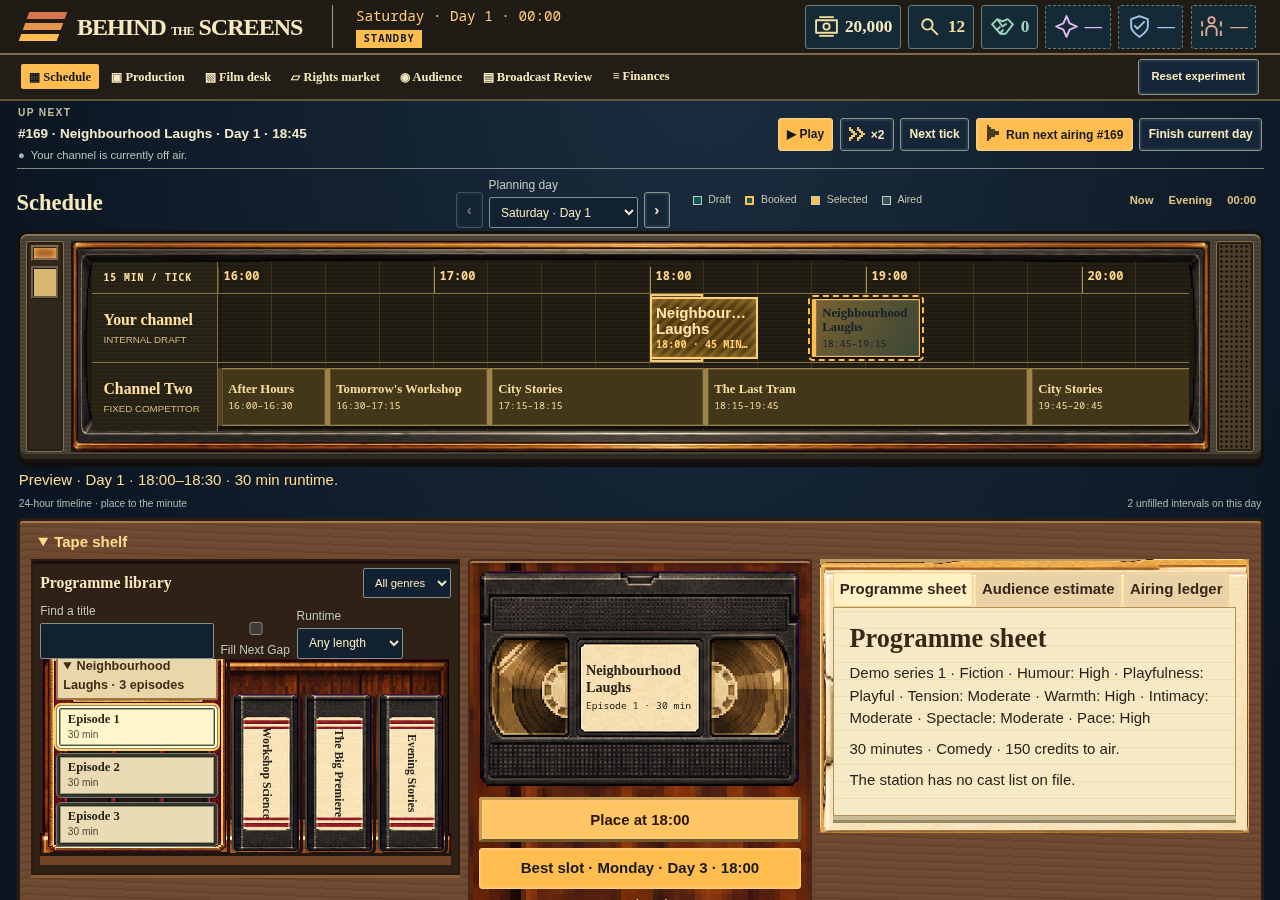 BEHIND THE SCREENS
Saturday · Day 1 · 00:00
STANDBY
20,000
12
0
—
—
—
Schedule
Production
Film desk
Rights market
Audience
Broadcast Review
Finances
Reset experiment
UP NEXT
#169 · Neighbourhood Laughs · Day 1 · 18:45
Your channel is currently off air.
Play
×2
Next tick
Run next airing #169
Finish current day
Schedule
Planning day
‹
Saturday · Day 1
›
Draft
Booked
Selected
Aired
Now Evening 00:00
15 MIN / TICK
16:00
17:00
18:00
19:00
20:00
Your channel
INTERNAL DRAFT
Neighbour…
Laughs
18:00 · 45 MIN…
Neighbourhood
Laughs
18:45–19:15
Channel Two
FIXED COMPETITOR
After Hours
16:00–16:30
Tomorrow's Workshop
16:30–17:15
City Stories
17:15–18:15
The Last Tram
18:15–19:45
City Stories
19:45–20:45
Preview · Day 1 · 18:00–18:30 · 30 min runtime.
24-hour timeline · place to the minute
2 unfilled intervals on this day
▼ Tape shelf
Programme library
All genres
Find a title
Fill Next Gap
Runtime
Any length
▼ Neighbourhood
Laughs · 3 episodes
Episode 1
30 min
Episode 2
30 min
Episode 3
30 min
Workshop Science
The Big Premiere
Evening Stories
Neighbourhood
Laughs
Episode 1 · 30 min
Place at 18:00
Best slot · Monday · Day 3 · 18:00
Programme sheet
Audience estimate
Airing ledger
Programme sheet
Demo series 1 · Fiction · Humour: High · Playfulness:
Playful · Tension: Moderate · Warmth: High · Intimacy:
Moderate · Spectacle: Moderate · Pace: High
30 minutes · Comedy · 150 credits to air.
The station has no cast list on file.